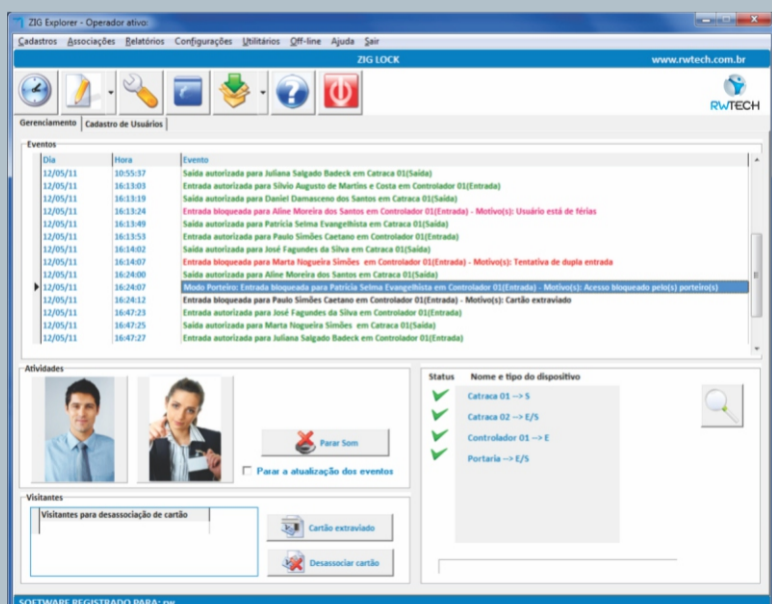 ZIG Explorer - Operador ativo:
Cadastros Associações Relatórios Configurações Utilitários Off-line Ajuda Sair
ZIG LOCK www.rwtech.com.br
RWTECH
Gerenciamento Cadastro de Usuários
Eventos
Dia Hora Evento
12/05/11 10:55:37 Saída autorizada para Juliana Salgado Badeck em Catraca 01(Saída)
12/05/11 16:13:03 Entrada autorizada para Sílvio Augusto de Martins e Costa em Controlador 01(Entrada)
12/05/11 16:13:19 Saída autorizada para Daniel Damasceno dos Santos em Catraca 01(Saída)
12/05/11 16:13:24 Entrada bloqueada para Aline Moreira dos Santos em Controlador 01(Entrada) - Motivo(s): Usuário está de férias
12/05/11 16:13:49 Saída autorizada para Patrícia Selma Evangelhista em Catraca 01(Saída)
12/05/11 16:13:53 Entrada autorizada para Paulo Simões Caetano em Controlador 01(Entrada)
12/05/11 16:14:02 Saída autorizada para José Fagundes da Silva em Catraca 01(Saída)
12/05/11 16:14:07 Entrada bloqueada para Marta Nogueira Simões em Controlador 01(Entrada) - Motivo(s): Tentativa de dupla entrada
12/05/11 16:24:00 Saída autorizada para Aline Moreira dos Santos em Catraca 01(Saída)
12/05/11 16:24:07 Modo Porteiro: Entrada bloqueada para Patrícia Selma Evangelhista em Controlador 01(Entrada) - Motivo(s): Acesso bloqueado pelo(s) porteiro(s)
12/05/11 16:24:12 Entrada bloqueada para Paulo Simões Caetano em Controlador 01(Entrada) - Motivo(s): Cartão extraviado
12/05/11 16:47:23 Entrada autorizada para José Fagundes da Silva em Controlador 01(Entrada)
12/05/11 16:47:25 Saída autorizada para Marta Nogueira Simões em Catraca 01(Saída)
12/05/11 16:47:27 Entrada autorizada para Juliana Salgado Badeck em Controlador 01(Entrada)
Atividades
Parar Som
Parar a atualização dos eventos
Status Nome e tipo do dispositivo
Catraca 01 --> S
Catraca 02 --> E/S
Controlador 01 --> E
Portaria --> E/S
Visitantes
Visitantes para desassociação de cartão
Cartão extraviado
Desassociar cartão
SOFTWARE REGISTRADO PARA: rw